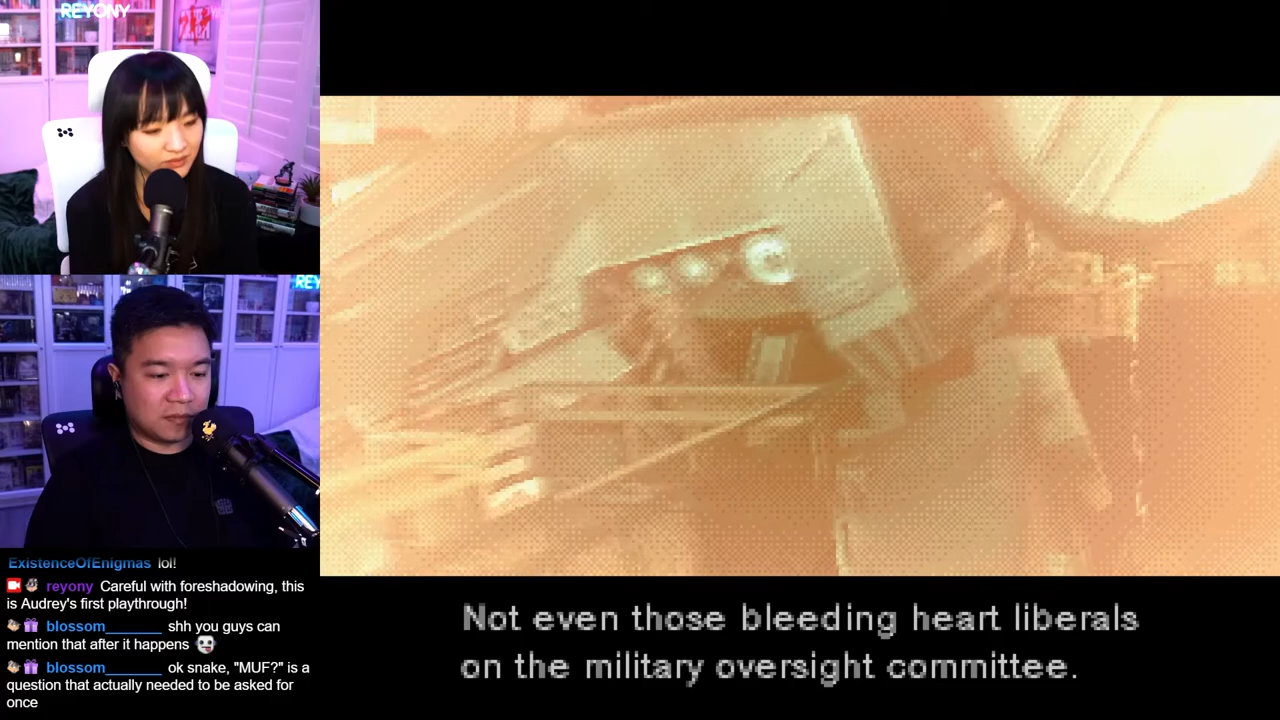 REYONY
REY
ExistenceOfEnigmas lol!
reyony Careful with foreshadowing, this
is Audrey's first playthrough!
blossom_______ shh you guys can
mention that after it happens
blossom_______ ok snake, "MUF?" is a
question that actually needed to be asked for
once
Not even those bleeding heart liberals
on the military oversight committee.